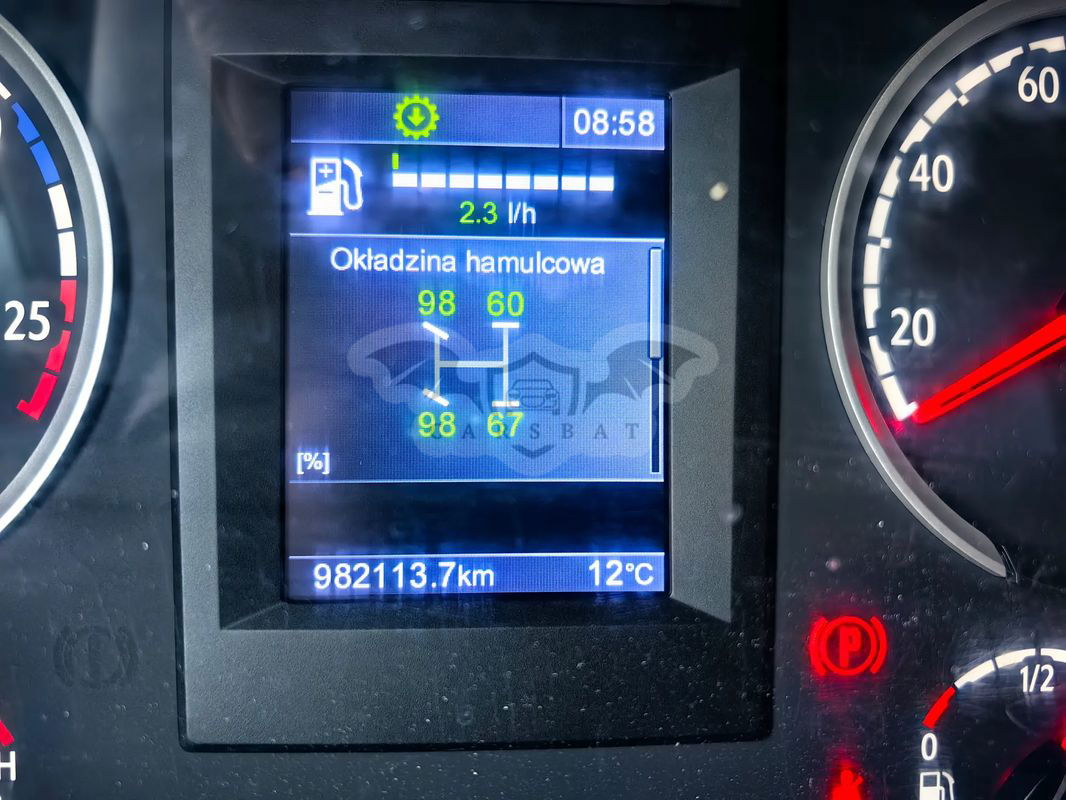 08:58
2.3 l/h
Okładzina hamulcowa
98 60
98 67
CARSBAT
[%]
982113.7km 12°C
25
60
40
20
P
1/2
0
H